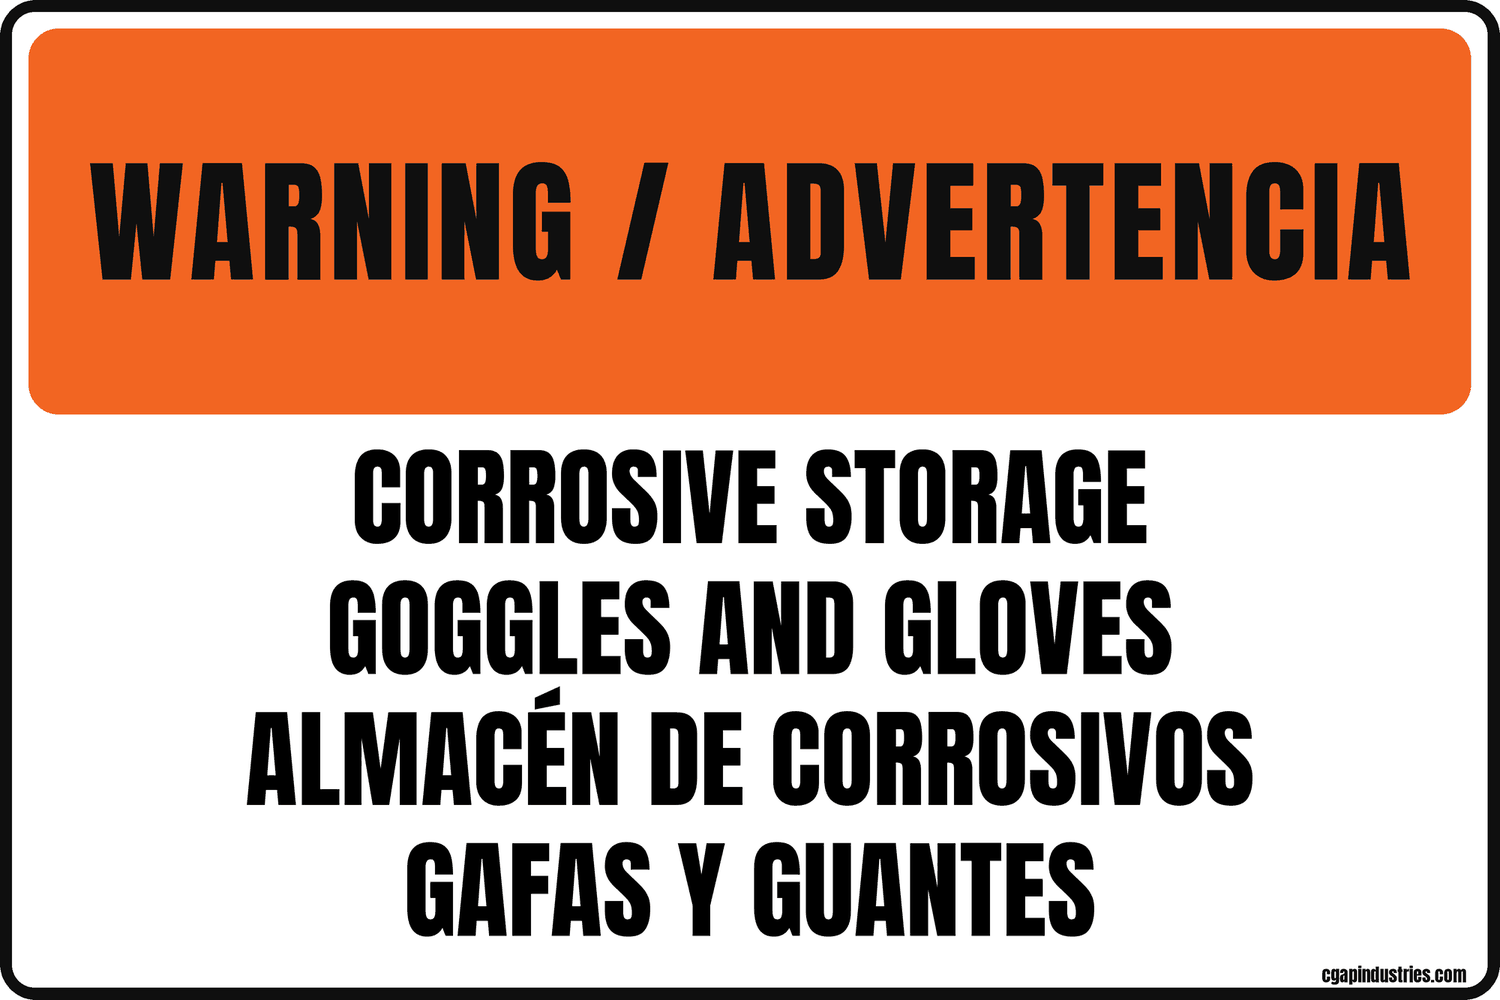 WARNING / ADVERTENCIA
CORROSIVE STORAGE
GOGGLES AND GLOVES
ALMACÉN DE CORROSIVOS
GAFAS Y GUANTES
cgapindustries.com